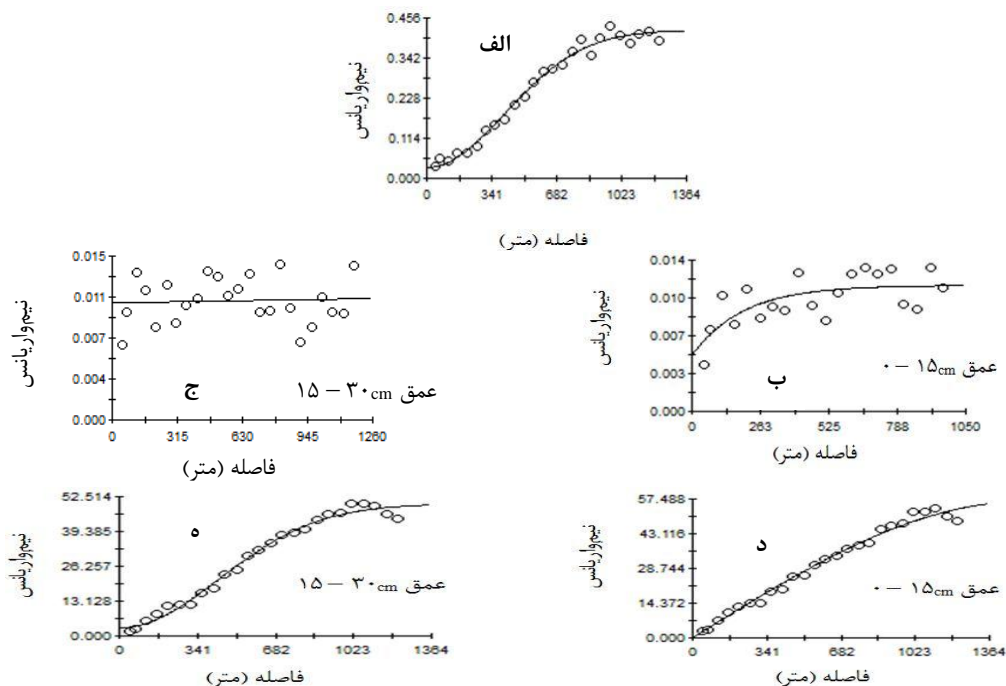 الف
نیم‌واریانس
0.456
0.342
0.228
0.114
0.000
0 341 682 1023 1364
فاصله (متر)
ج
عمق ۱۵ – ۳۰cm
نیم‌واریانس
0.015
0.011
0.007
0.004
0.000
0 315 630 945 1260
فاصله (متر)
ب
عمق ۰ – ۱۵cm
نیم‌واریانس
0.014
0.010
0.007
0.003
0.000
0 263 525 788 1050
فاصله (متر)
ه
عمق ۱۵ – ۳۰cm
نیم‌واریانس
52.514
39.385
26.257
13.128
0.000
0 341 682 1023 1364
فاصله (متر)
د
عمق ۰ – ۱۵cm
نیم‌واریانس
57.488
43.116
28.744
14.372
0.000
0 341 682 1023 1364
فاصله (متر)